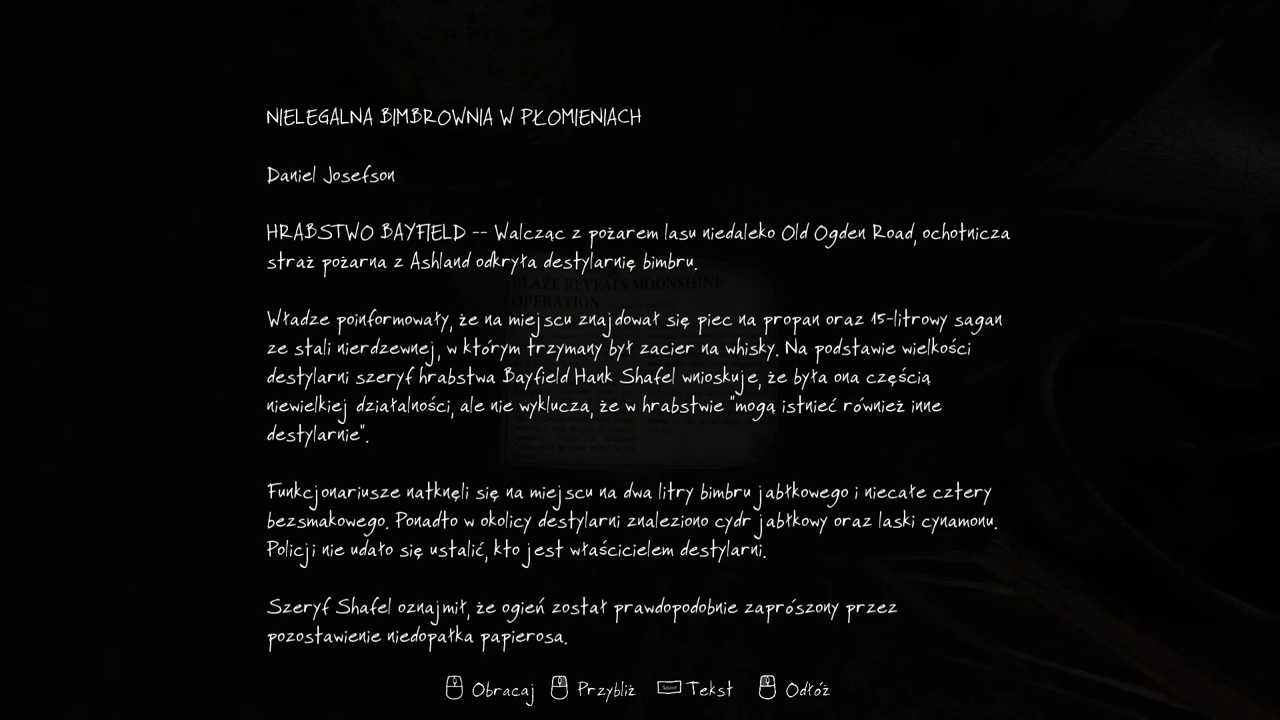 NIELEGALNA BIMBROWNIA W PŁOMIENIACH
Daniel Josefson
HRABSTWO BAYFIELD -- Walcząc z pożarem lasu niedaleko Old Ogden Road, ochotnicza
straż pożarna z Ashland odkryła destylarnię bimbru.
BLAZE REVEALS MOONSHINE
OPERATION
Władze poinformowały, że na miejscu znajdował się piec na propan oraz 15-litrowy sagan
ze stali nierdzewnej, w którym trzymany był zacier na whisky. Na podstawie wielkości
destylarni szeryf hrabstwa Bayfield Hank Shafel wnioskuje, że była ona częścią
niewielkiej działalności, ale nie wyklucza, że w hrabstwie "mogą istnieć również inne
destylarnie".
Funkcjonariusze natknęli się na miejscu na dwa litry bimbru jabłkowego i niecałe cztery
bezsmakowego. Ponadto w okolicy destylarni znaleziono cydr jabłkowy oraz laski cynamonu.
Policji nie udało się ustalić, kto jest właścicielem destylarni.
Szeryf Shafel oznajmił, że ogień został prawdopodobnie zaprószony przez
pozostawienie niedopałka papierosa.
Obracaj Przybliż Tekst Odłóż